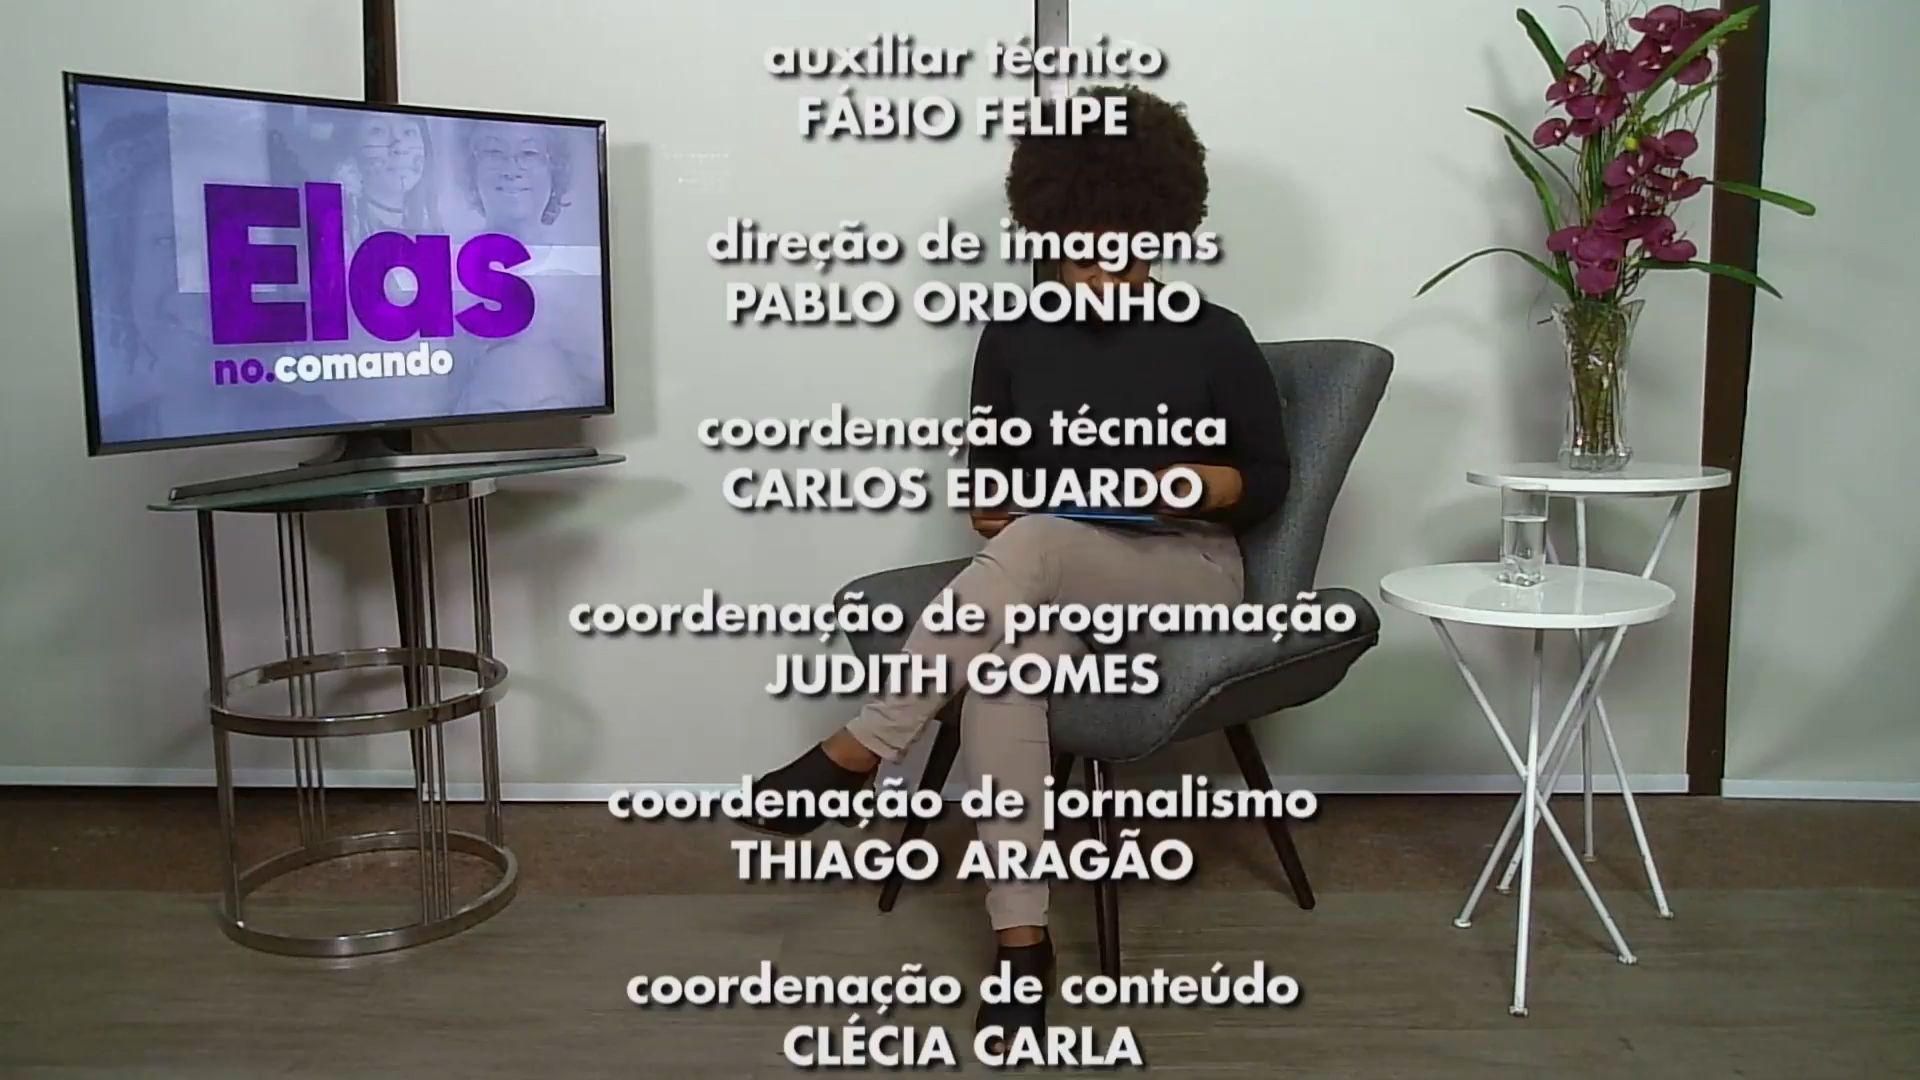 auxiliar técnico
FÁBIO FELIPE
direção de imagens
PABLO ORDONHO
coordenação técnica
CARLOS EDUARDO
coordenação de programação
JUDITH GOMES
coordenação de jornalismo
THIAGO ARAGÃO
coordenação de conteúdo
CLÉCIA CARLA
Elas
no.comando